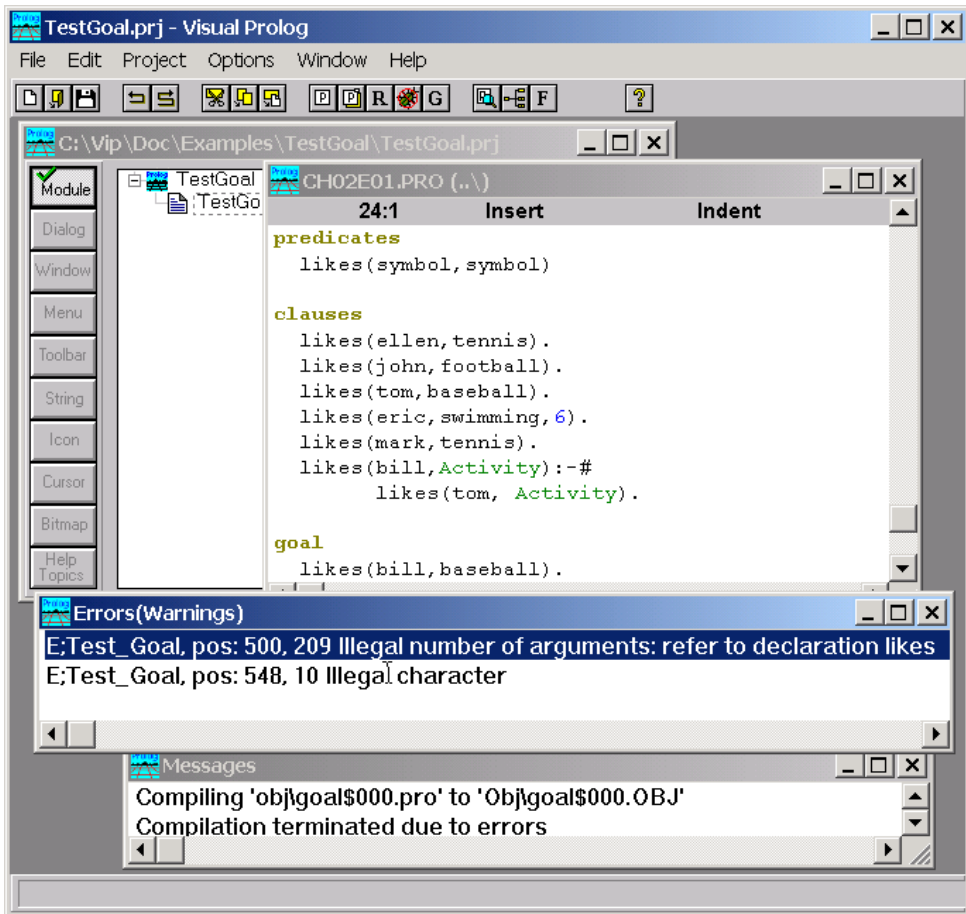 TestGoal.prj - Visual Prolog
File Edit Project Options Window Help
P P R G F ?
C:\Vip\Doc\Examples\TestGoal\TestGoal.prj
Module
Dialog
Window
Menu
Toolbar
String
Icon
Cursor
Bitmap
Help
Topics
TestGoal
TestGo
CH02E01.PRO (..\)
24:1 Insert Indent
predicates
likes(symbol,symbol)
clauses
likes(ellen,tennis).
likes(john,football).
likes(tom,baseball).
likes(eric,swimming,6).
likes(mark,tennis).
likes(bill,Activity):-#
likes(tom, Activity).
goal
likes(bill,baseball).
Errors(Warnings)
E;Test_Goal, pos: 500, 209 Illegal number of arguments: refer to declaration likes
E;Test_Goal, pos: 548, 10 Illegal character
Messages
Compiling 'obj\goal$000.pro' to 'Obj\goal$000.OBJ'
Compilation terminated due to errors